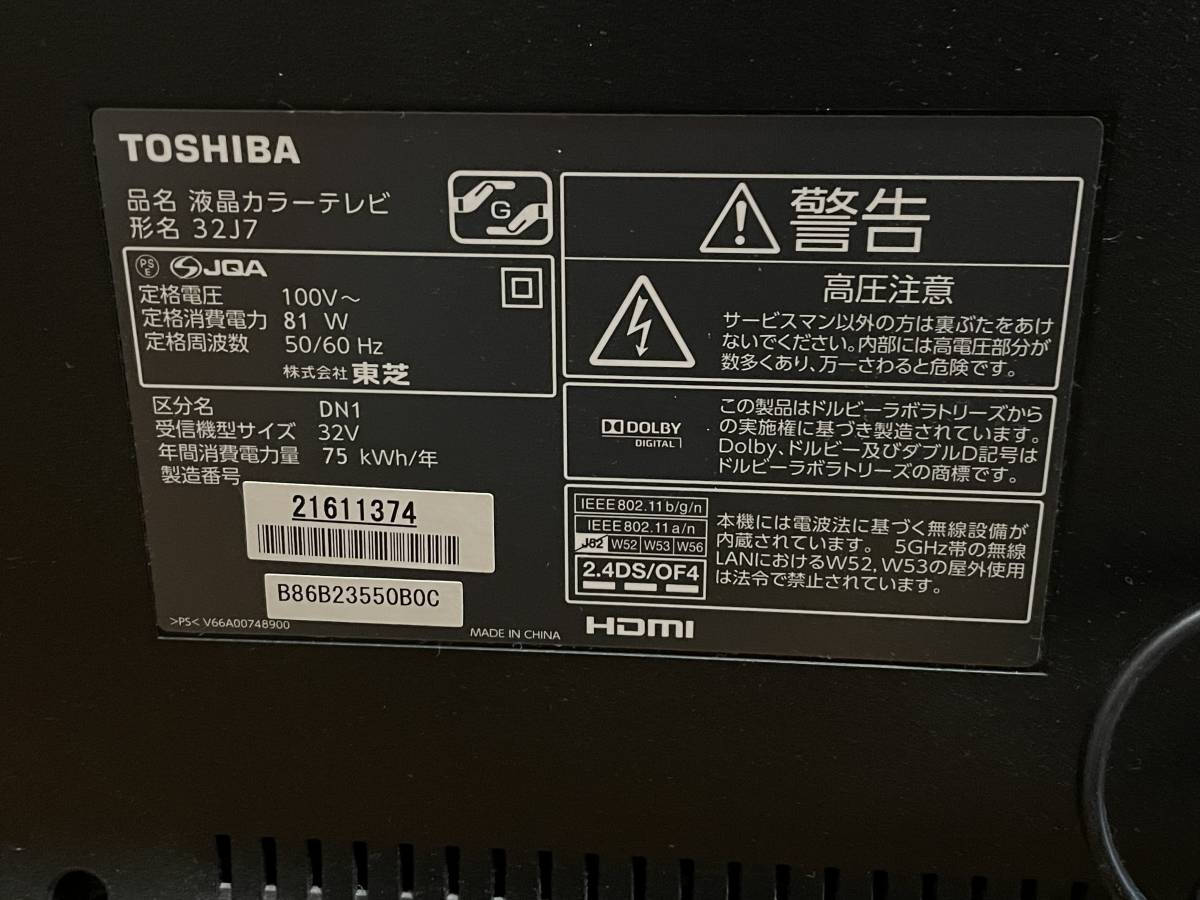 TOSHIBA
品名 液晶カラーテレビ
形名 32J7
G
PSE JQA
定格電圧 100V～
定格消費電力 81 W
定格周波数 50/60 Hz
株式会社 東芝
区分名 DN1
受信機型サイズ 32V
年間消費電力量 75 kWh/年
製造番号
21611374
B86B23550B0C
>PS< V66A00748900
MADE IN CHINA
警告
高圧注意
サービスマン以外の方は裏ぶたをあけ
ないでください。内部には高電圧部分が
数多くあり、万一さわると危険です。
DOLBY
DIGITAL
この製品はドルビーラボラトリーズから
の実施権に基づき製造されています。
Dolby、ドルビー及びダブルD記号は
ドルビーラボラトリーズの商標です。
IEEE802.11b/g/n
IEEE802.11a/n
J52 W52 W53 W56
2.4DS/OF4
本機には電波法に基づく無線設備が
内蔵されています。 5GHz帯の無線
LANにおけるW52，W53の屋外使用
は法令で禁止されています。
HDMI